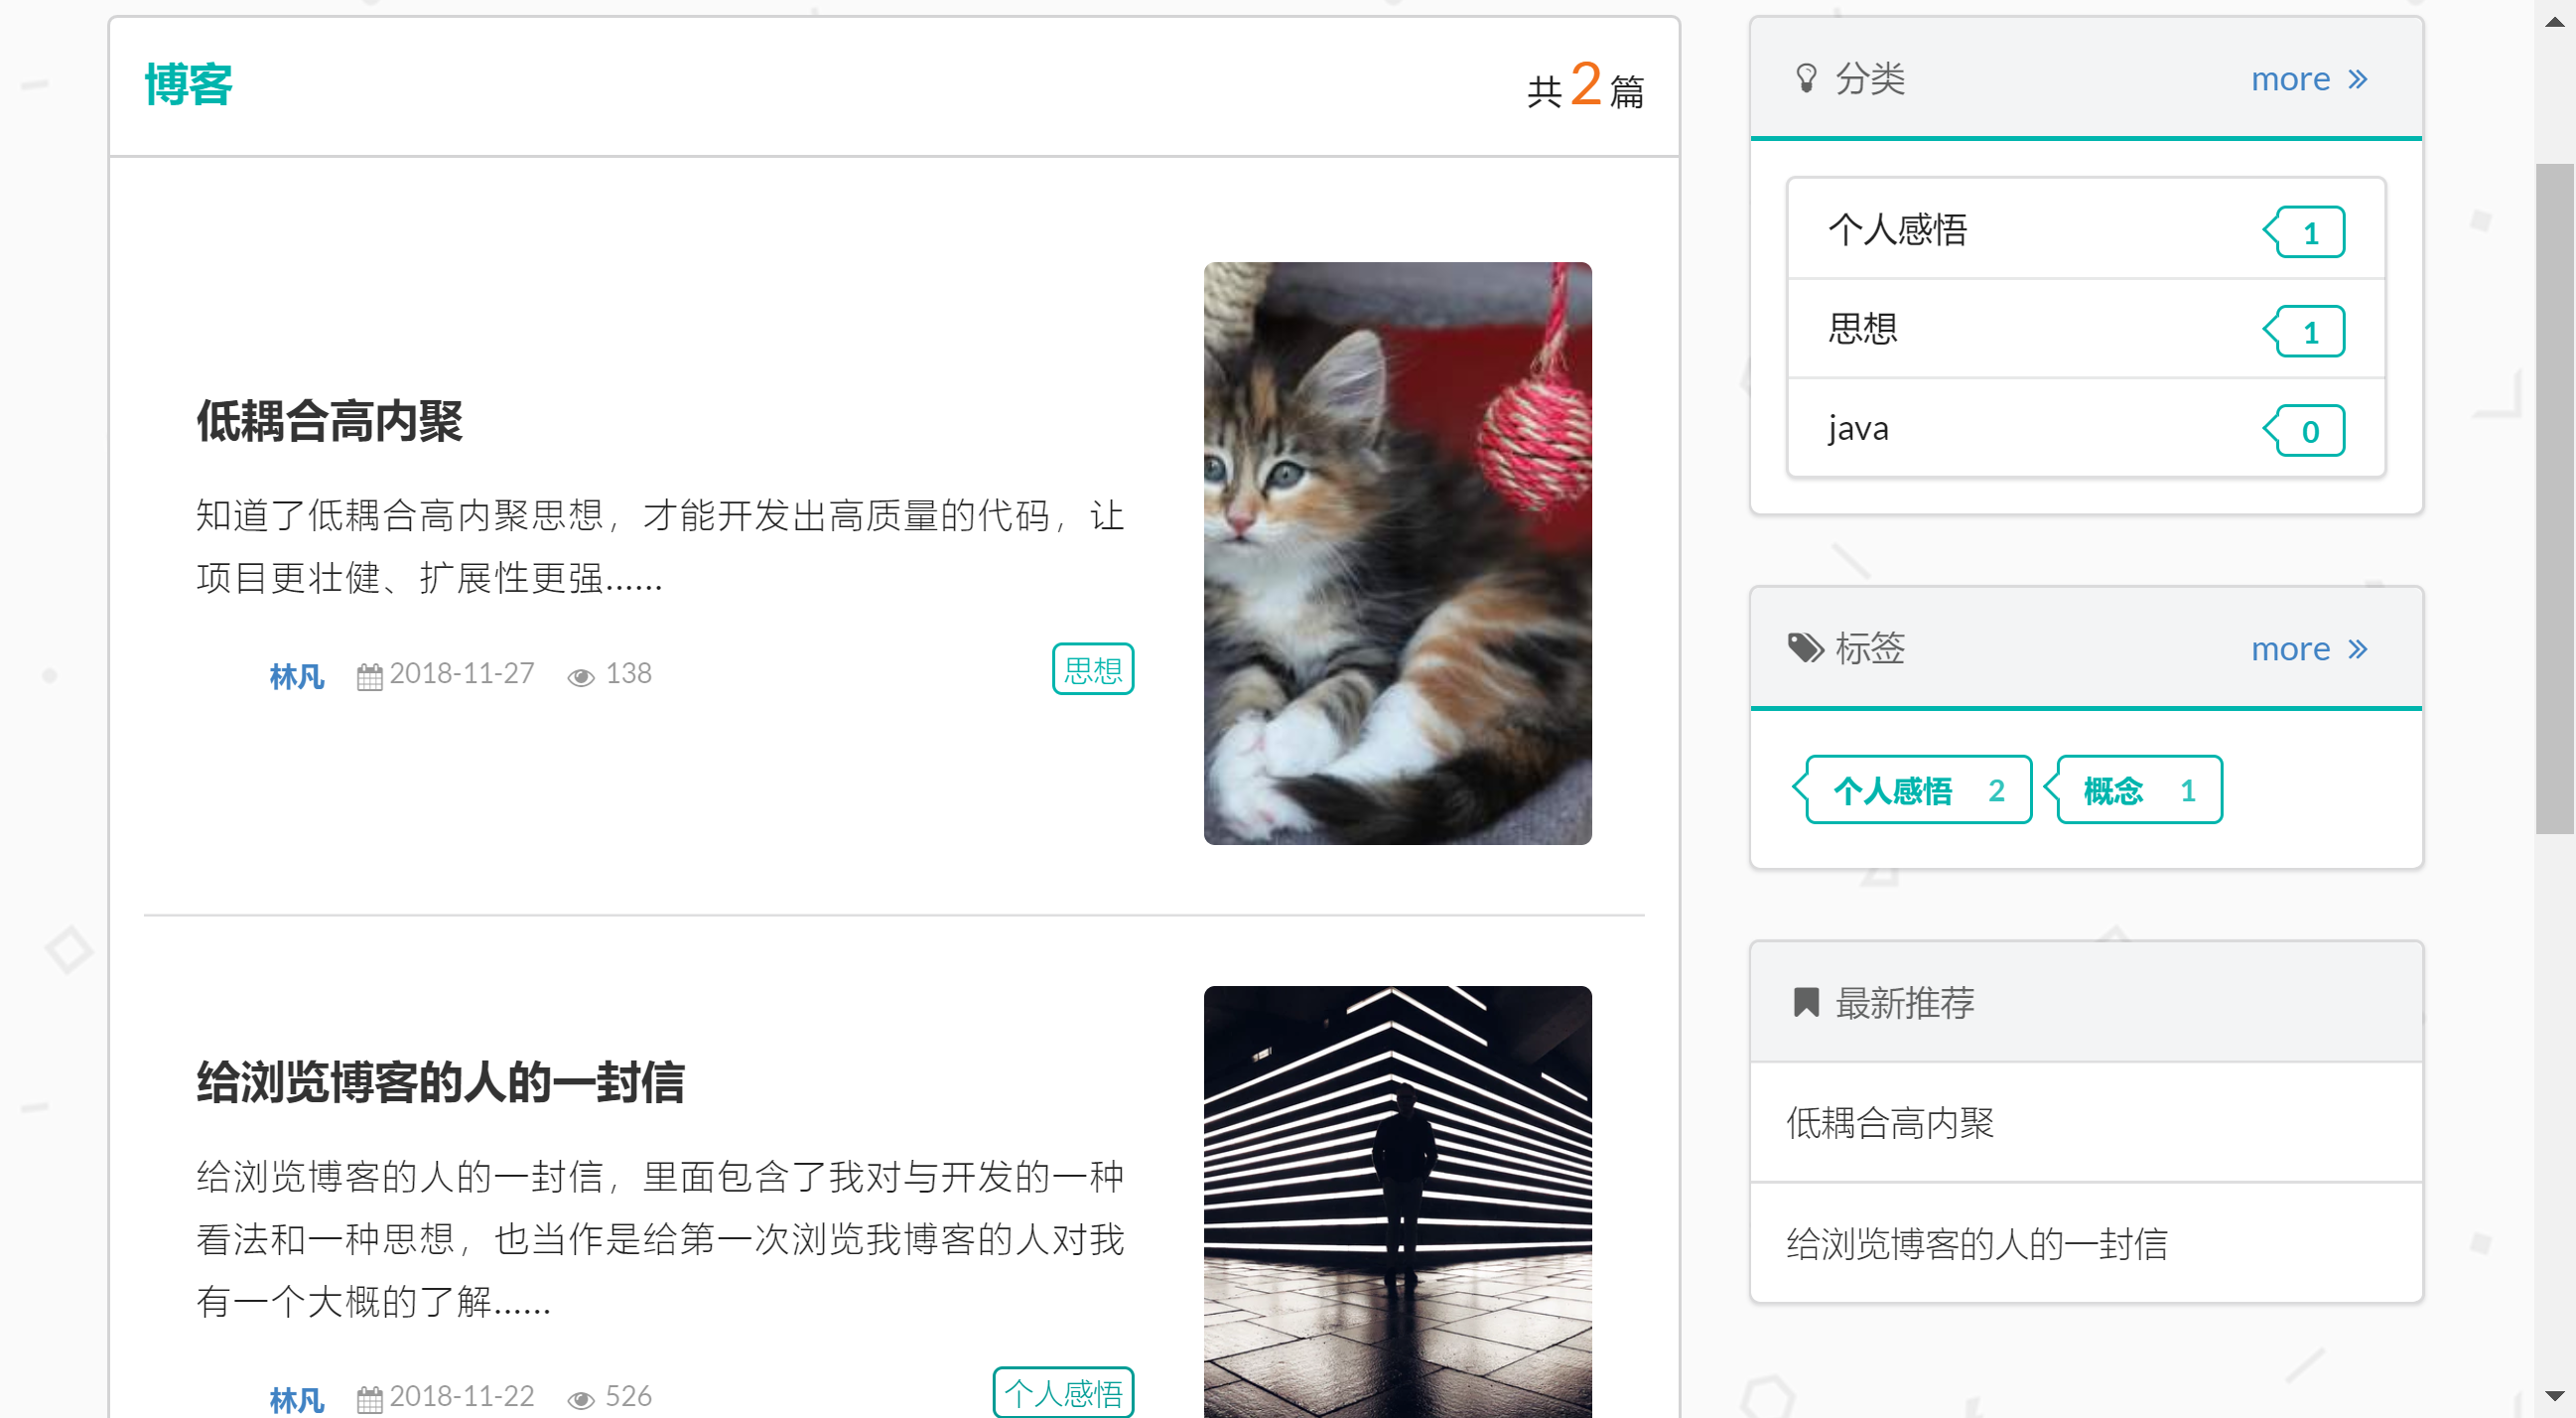 博客
共2篇
低耦合高内聚
知道了低耦合高内聚思想，才能开发出高质量的代码，让
项目更壮健、扩展性更强......
林凡 2018-11-27 138 思想
给浏览博客的人的一封信
给浏览博客的人的一封信，里面包含了我对与开发的一种
看法和一种思想，也当作是给第一次浏览我博客的人对我
有一个大概的了解......
林凡 2018-11-22 526 个人感悟
分类 more
个人感悟 1
思想 1
java 0
标签 more
个人感悟 2 概念 1
最新推荐
低耦合高内聚
给浏览博客的人的一封信